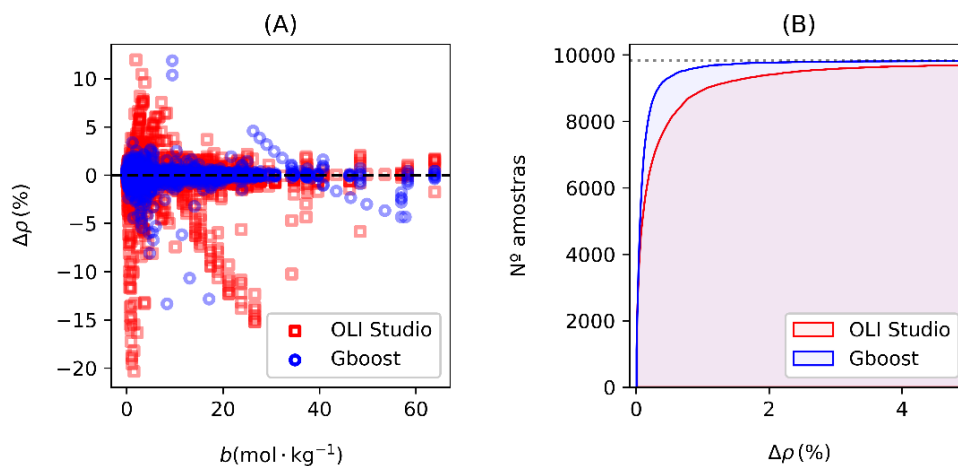 (A)
10
5
0
−5
−10
−15
−20
Δρ (%)
0
20
40
60
b(mol · kg⁻¹)
OLI Studio
Gboost
(B)
10000
8000
6000
4000
2000
0
Nº amostras
0
2
4
Δρ (%)
OLI Studio
Gboost